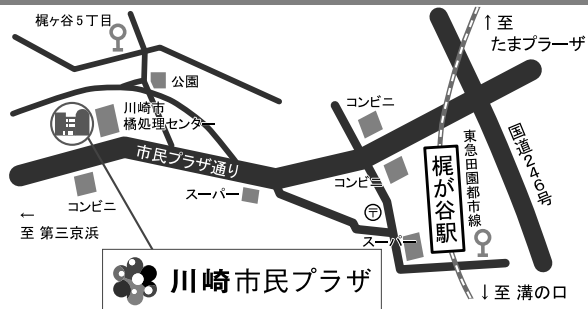 梶ヶ谷5丁目
↑至
たまプラーザ
公園
川崎市
橘処理センター
コンビニ
市民プラザ通り
コンビニ
国道246号
東急田園都市線
梶が谷駅
コンビニ
スーパー
〒
スーパー
←
至 第三京浜
川崎市民プラザ
↓至 溝の口